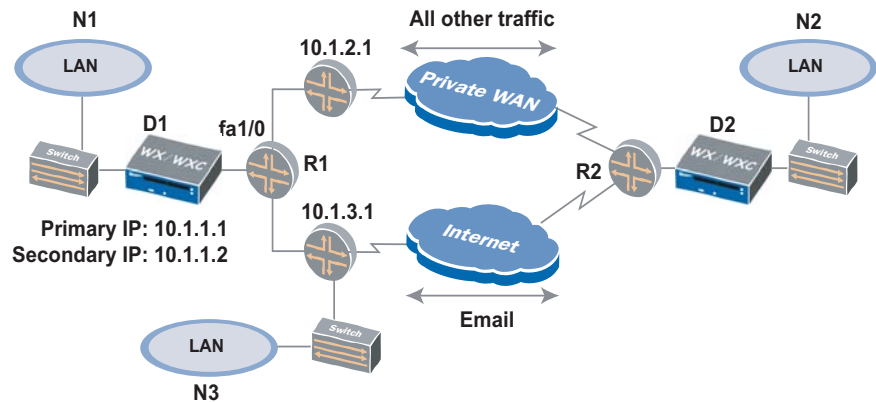 N1
LAN
All other traffic
N2
LAN
10.1.2.1
Private WAN
D1
fa1/0
D2
Switch
WX/WXC
R1
R2
WX/WXC
Switch
10.1.3.1
Primary IP: 10.1.1.1
Secondary IP: 10.1.1.2
Internet
Email
Switch
LAN
N3